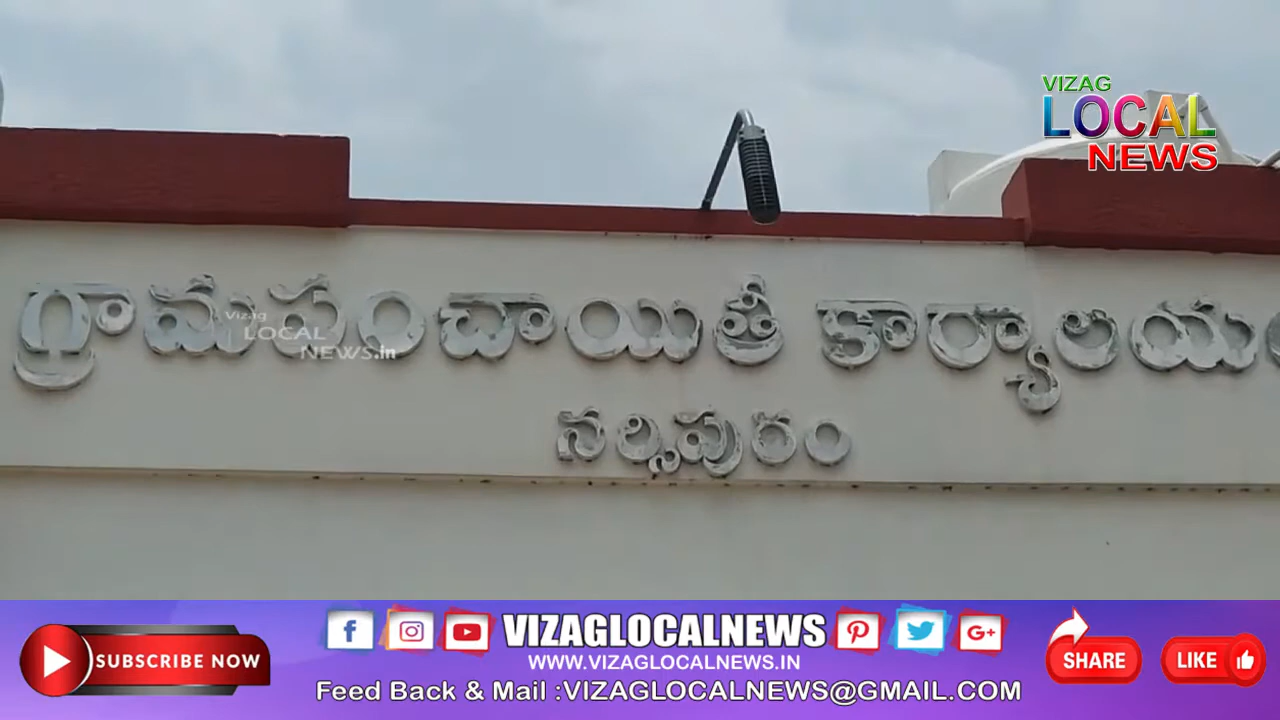 VIZAG
LOCAL
NEWS
గ్రామపంచాయితీ కార్యాలయం
Vizag
LOCAL
NEWS.in
నర్సిపురం
SUBSCRIBE NOW
VIZAGLOCALNEWS
WWW.VIZAGLOCALNEWS.IN
Feed Back & Mail :VIZAGLOCALNEWS@GMAIL.COM
SHARE
LIKE